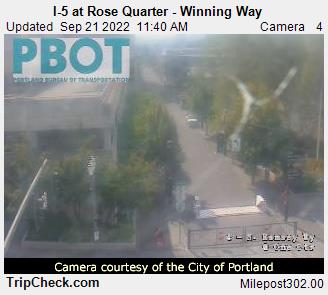 I-5 at Rose Quarter - Winning Way
Updated Sep 21 2022 11:40 AM Camera 4
PBOT
PORTLAND BUREAU OF TRANSPORTATION
Camera courtesy of the City of Portland
TripCheck.com Milepost302.00